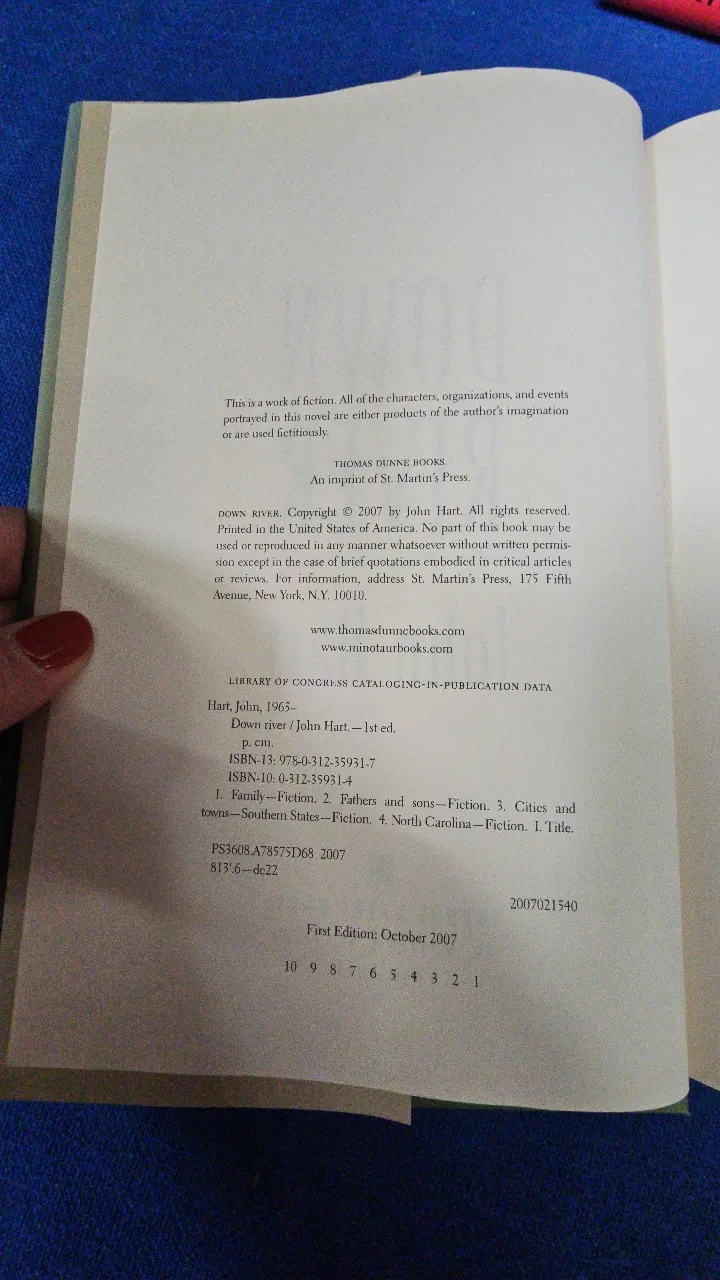 This is a work of fiction. All of the characters, organizations, and events
portrayed in this novel are either products of the author's imagination
or are used fictitiously.
THOMAS DUNNE BOOKS.
An imprint of St. Martin's Press.
DOWN RIVER. Copyright © 2007 by John Hart. All rights reserved.
Printed in the United States of America. No part of this book may be
used or reproduced in any manner whatsoever without written permis-
sion except in the case of brief quotations embodied in critical articles
or reviews. For information, address St. Martin's Press, 175 Fifth
Avenue, New York, N.Y. 10010.
www.thomasdunnebooks.com
www.minotaurbooks.com
LIBRARY OF CONGRESS CATALOGING-IN-PUBLICATION DATA
Hart, John, 1965–
Down river / John Hart.—1st ed.
p. cm.
ISBN-13: 978-0-312-35931-7
ISBN-10: 0-312-35931-4
1. Family—Fiction. 2. Fathers and sons—Fiction. 3. Cities and
towns—Southern States—Fiction. 4. North Carolina—Fiction. I. Title.
PS3608.A78575D68 2007
813'.6—dc22
2007021540
First Edition: October 2007
10 9 8 7 6 5 4 3 2 1